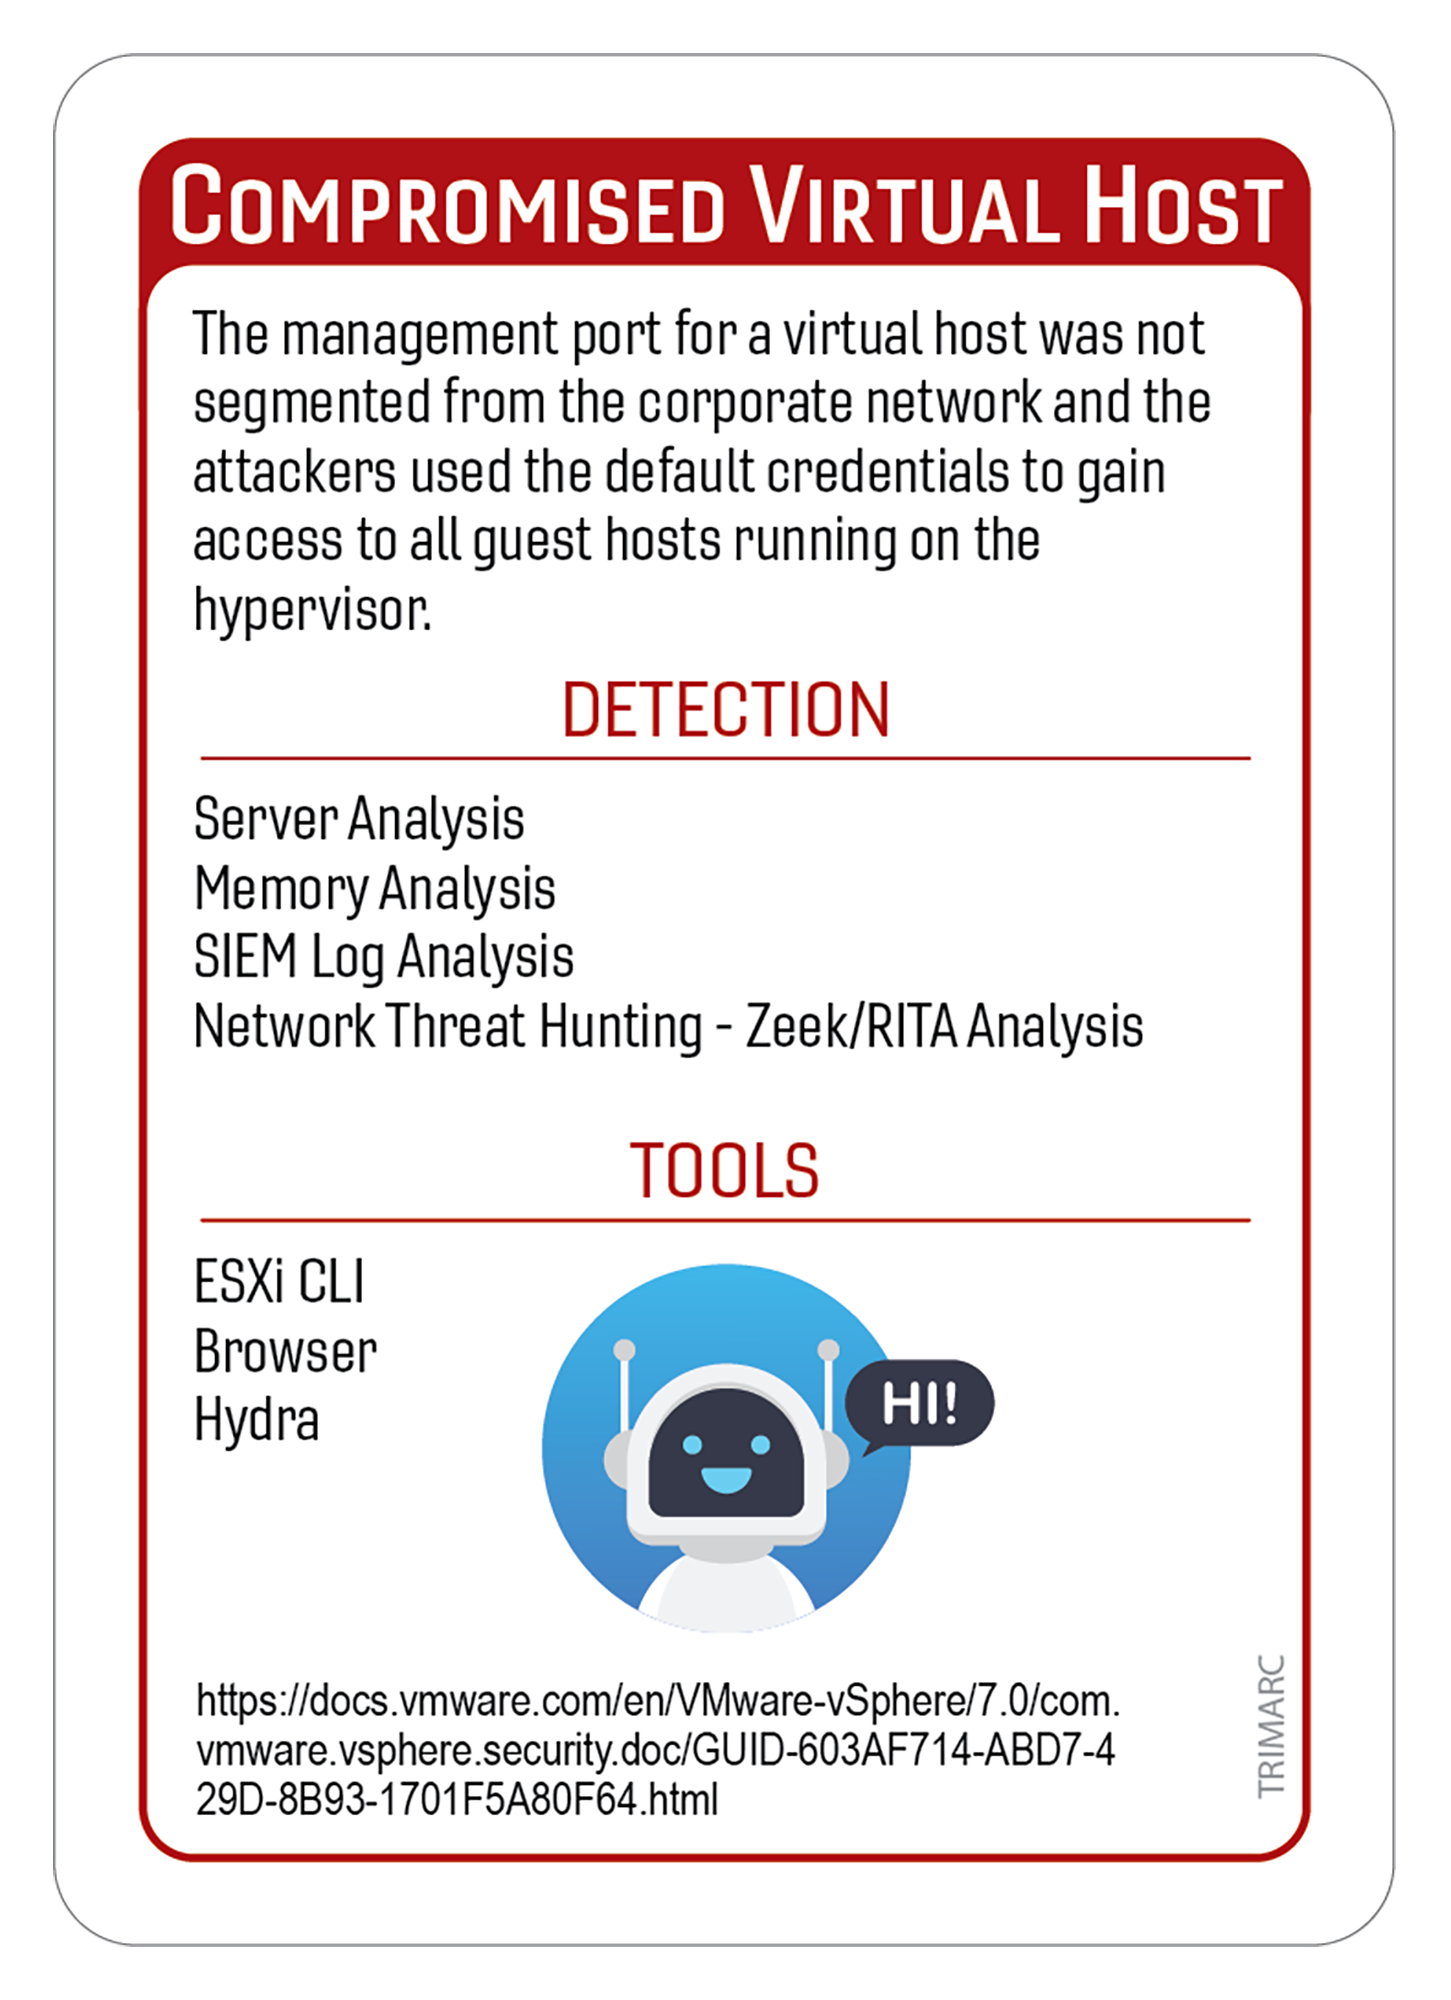 COMPROMISED VIRTUAL HOST
The management port for a virtual host was not
segmented from the corporate network and the
attackers used the default credentials to gain
access to all guest hosts running on the
hypervisor.
DETECTION
Server Analysis
Memory Analysis
SIEM Log Analysis
Network Threat Hunting - Zeek/RITA Analysis
TOOLS
ESXi CLI
Browser
Hydra
HI!
https://docs.vmware.com/en/VMware-vSphere/7.0/com.
vmware.vsphere.security.doc/GUID-603AF714-ABD7-4
29D-8B93-1701F5A80F64.html
TRIMARC